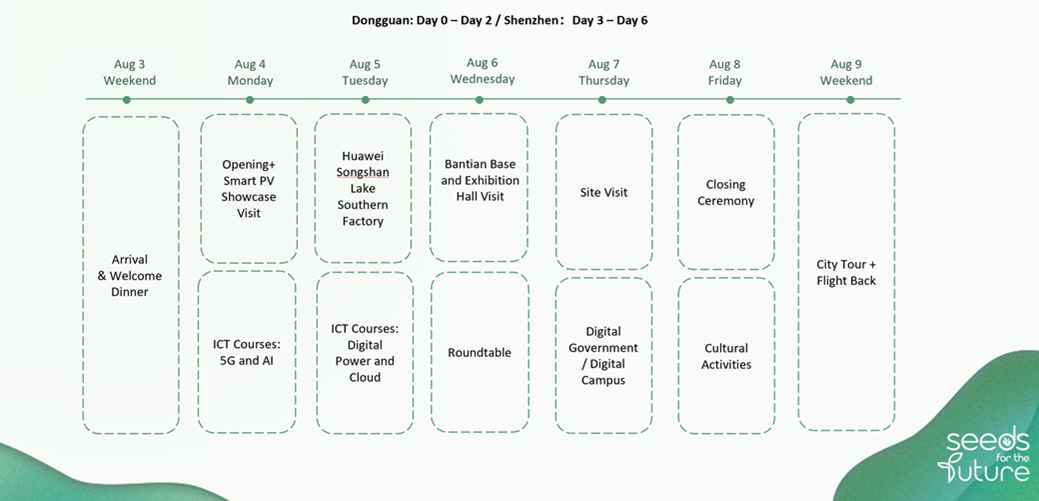 Dongguan: Day 0 – Day 2 / Shenzhen： Day 3 – Day 6
Aug 3
Weekend
Aug 4
Monday
Aug 5
Tuesday
Aug 6
Wednesday
Aug 7
Thursday
Aug 8
Friday
Aug 9
Weekend
Arrival
& Welcome
Dinner
Opening+
Smart PV
Showcase
Visit
ICT Courses:
5G and AI
Huawei
Songshan
Lake
Southern
Factory
ICT Courses:
Digital
Power and
Cloud
Bantian Base
and Exhibition
Hall Visit
Roundtable
Site Visit
Digital
Government
/ Digital
Campus
Closing
Ceremony
Cultural
Activities
City Tour +
Flight Back
seeds
for the
future